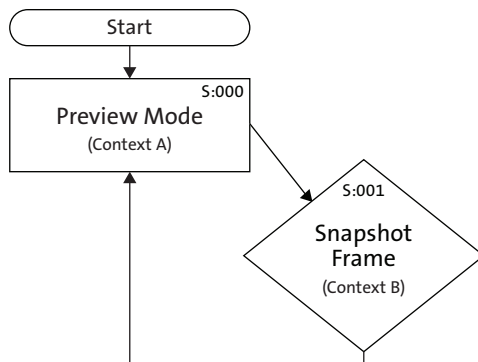 Start
S:000
Preview Mode
(Context A)
S:001
Snapshot
Frame
(Context B)